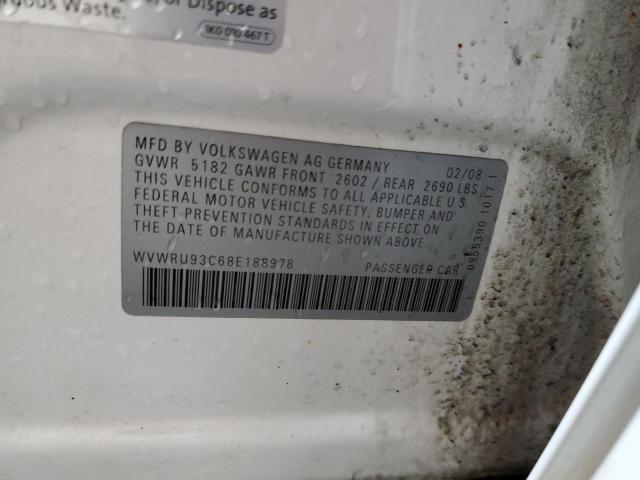 or Dispose as
Waste.
1K0 010 467 T
MFD BY VOLKSWAGEN AG GERMANY 02/08
GVWR 5182 GAWR FRONT 2602 / REAR 2690 LBS
THIS VEHICLE CONFORMS TO ALL APPLICABLE U.S.
FEDERAL MOTOR VEHICLE SAFETY, BUMPER AND
THEFT-PREVENTION STANDARDS IN EFFECT ON
THE DATE OF MANUFACTURE SHOWN ABOVE.
WVWRU93C68E188978 PASSENGER CAR